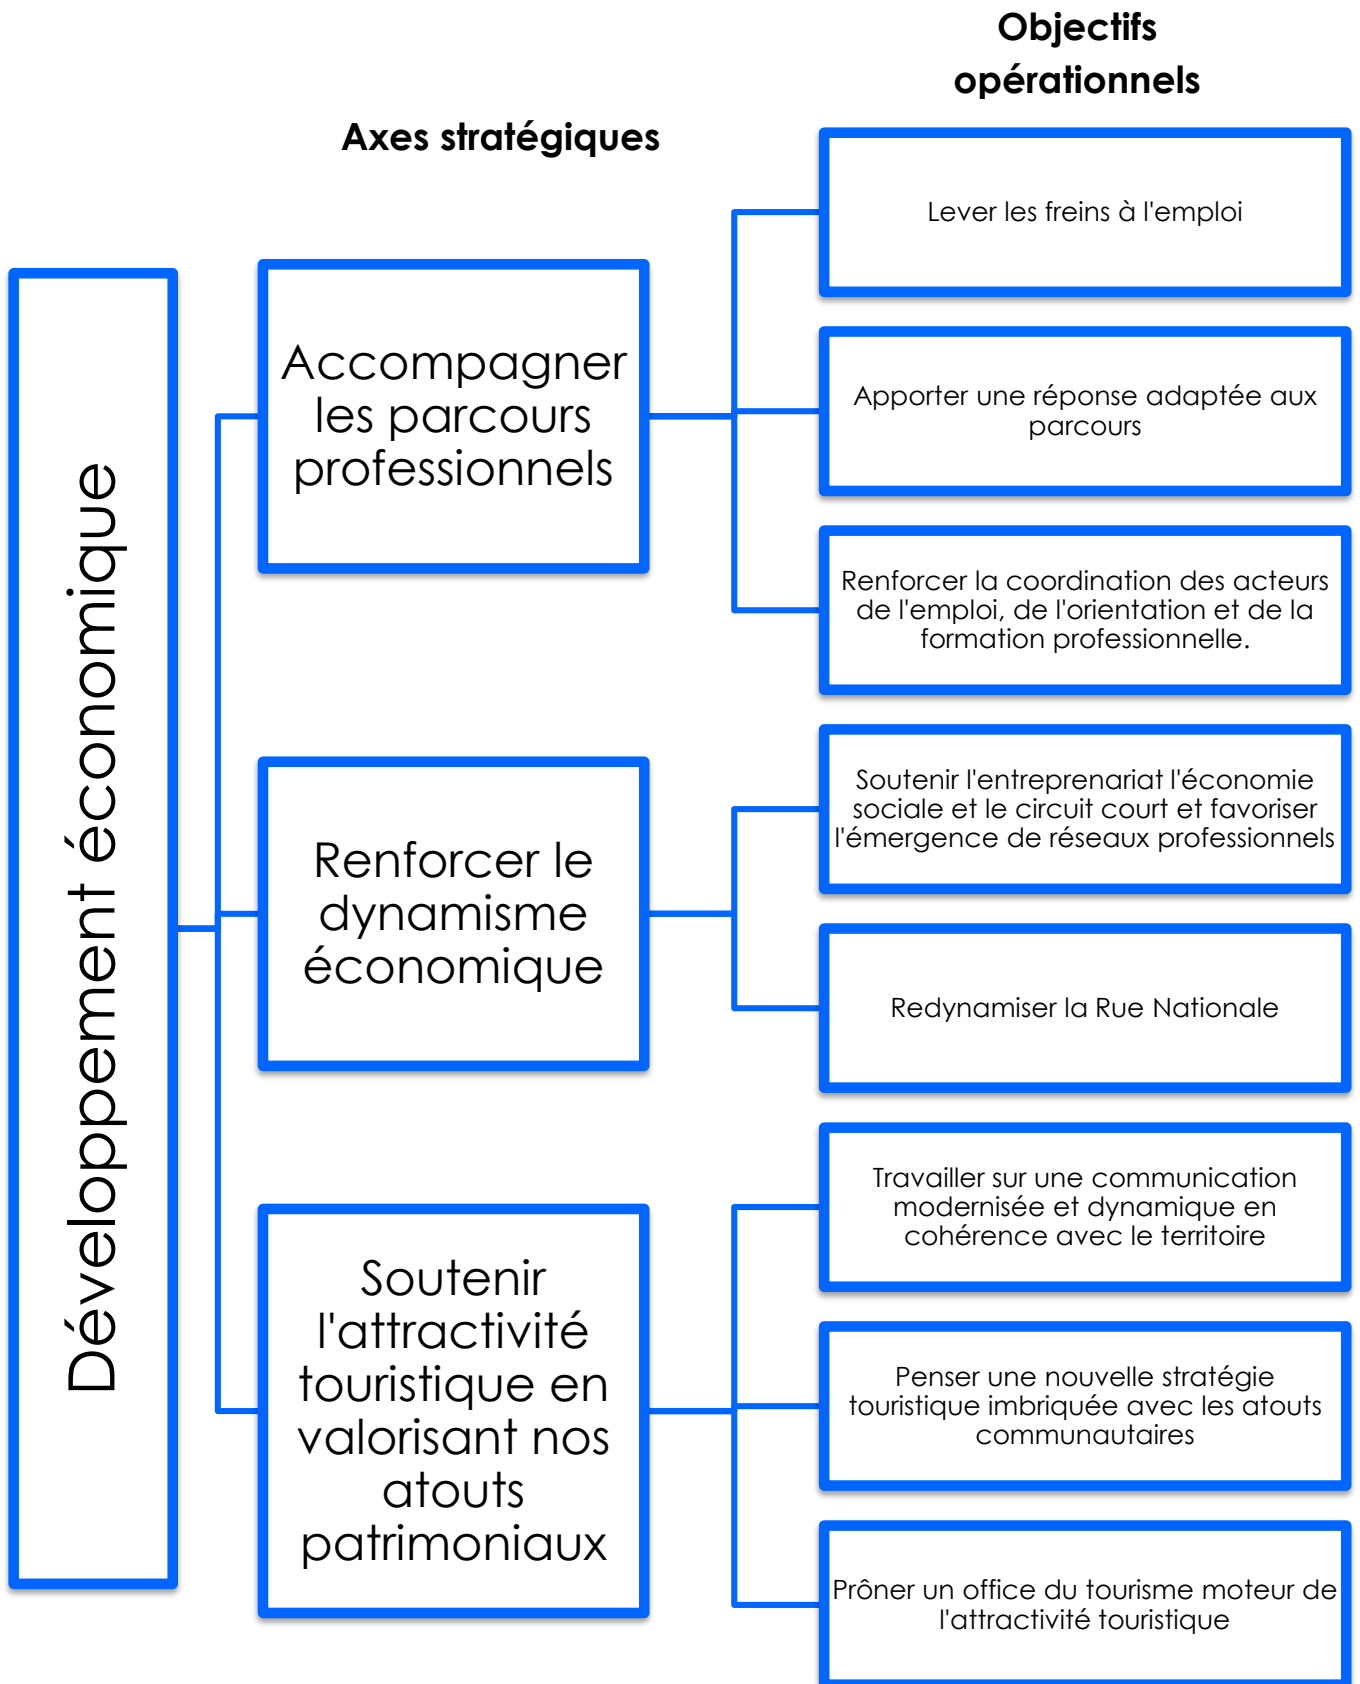 Objectifs
opérationnels
Axes stratégiques
Développement économique
Accompagner
les parcours
professionnels
Lever les freins à l'emploi
Apporter une réponse adaptée aux
parcours
Renforcer la coordination des acteurs
de l'emploi, de l'orientation et de la
formation professionnelle.
Renforcer le
dynamisme
économique
Soutenir l'entreprenariat l'économie
sociale et le circuit court et favoriser
l'émergence de réseaux professionnels
Redynamiser la Rue Nationale
Soutenir
l'attractivité
touristique en
valorisant nos
atouts
patrimoniaux
Travailler sur une communication
modernisée et dynamique en
cohérence avec le territoire
Penser une nouvelle stratégie
touristique imbriquée avec les atouts
communautaires
Prôner un office du tourisme moteur de
l'attractivité touristique